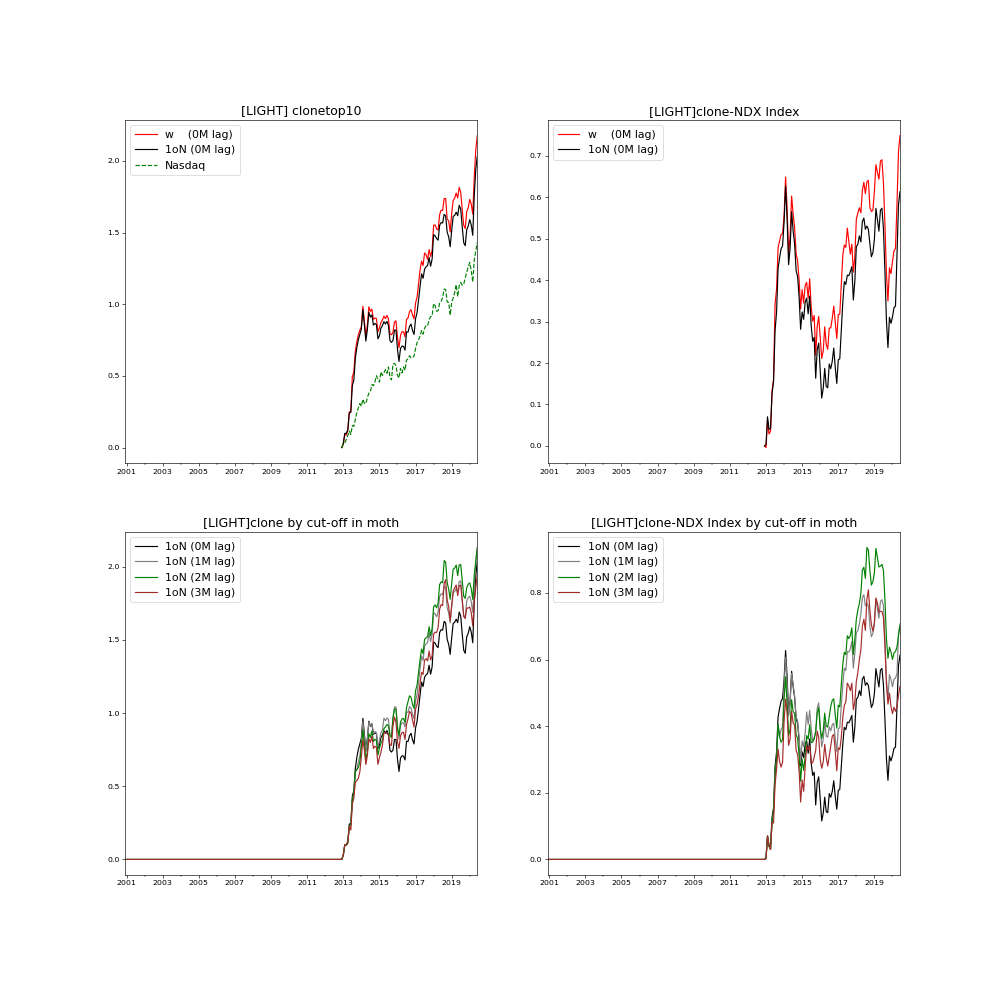 [LIGHT] clonetop10
w (0M lag)
1oN (0M lag)
Nasdaq
2.0
1.5
1.0
0.5
0.0
2001 2003 2005 2007 2009 2011 2013 2015 2017 2019
[LIGHT]clone-NDX Index
w (0M lag)
1oN (0M lag)
0.7
0.6
0.5
0.4
0.3
0.2
0.1
0.0
2001 2003 2005 2007 2009 2011 2013 2015 2017 2019
[LIGHT]clone by cut-off in moth
1oN (0M lag)
1oN (1M lag)
1oN (2M lag)
1oN (3M lag)
2.0
1.5
1.0
0.5
0.0
2001 2003 2005 2007 2009 2011 2013 2015 2017 2019
[LIGHT]clone-NDX Index by cut-off in moth
1oN (0M lag)
1oN (1M lag)
1oN (2M lag)
1oN (3M lag)
0.8
0.6
0.4
0.2
0.0
2001 2003 2005 2007 2009 2011 2013 2015 2017 2019